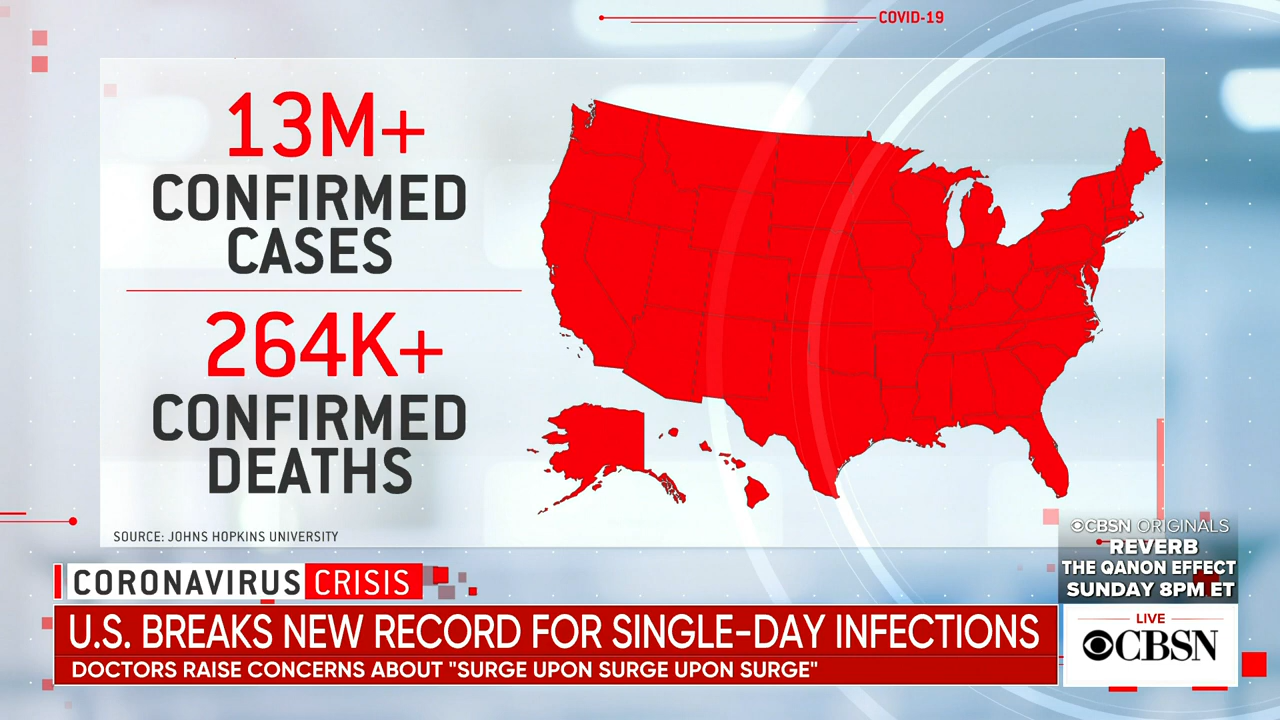 COVID-19
13M+
CONFIRMED
CASES
264K+
CONFIRMED
DEATHS
SOURCE: JOHNS HOPKINS UNIVERSITY
CORONAVIRUS CRISIS
U.S. BREAKS NEW RECORD FOR SINGLE-DAY INFECTIONS
DOCTORS RAISE CONCERNS ABOUT "SURGE UPON SURGE UPON SURGE"
CBSN ORIGINALS
REVERB
THE QANON EFFECT
SUNDAY 8PM ET
LIVE
CBSN